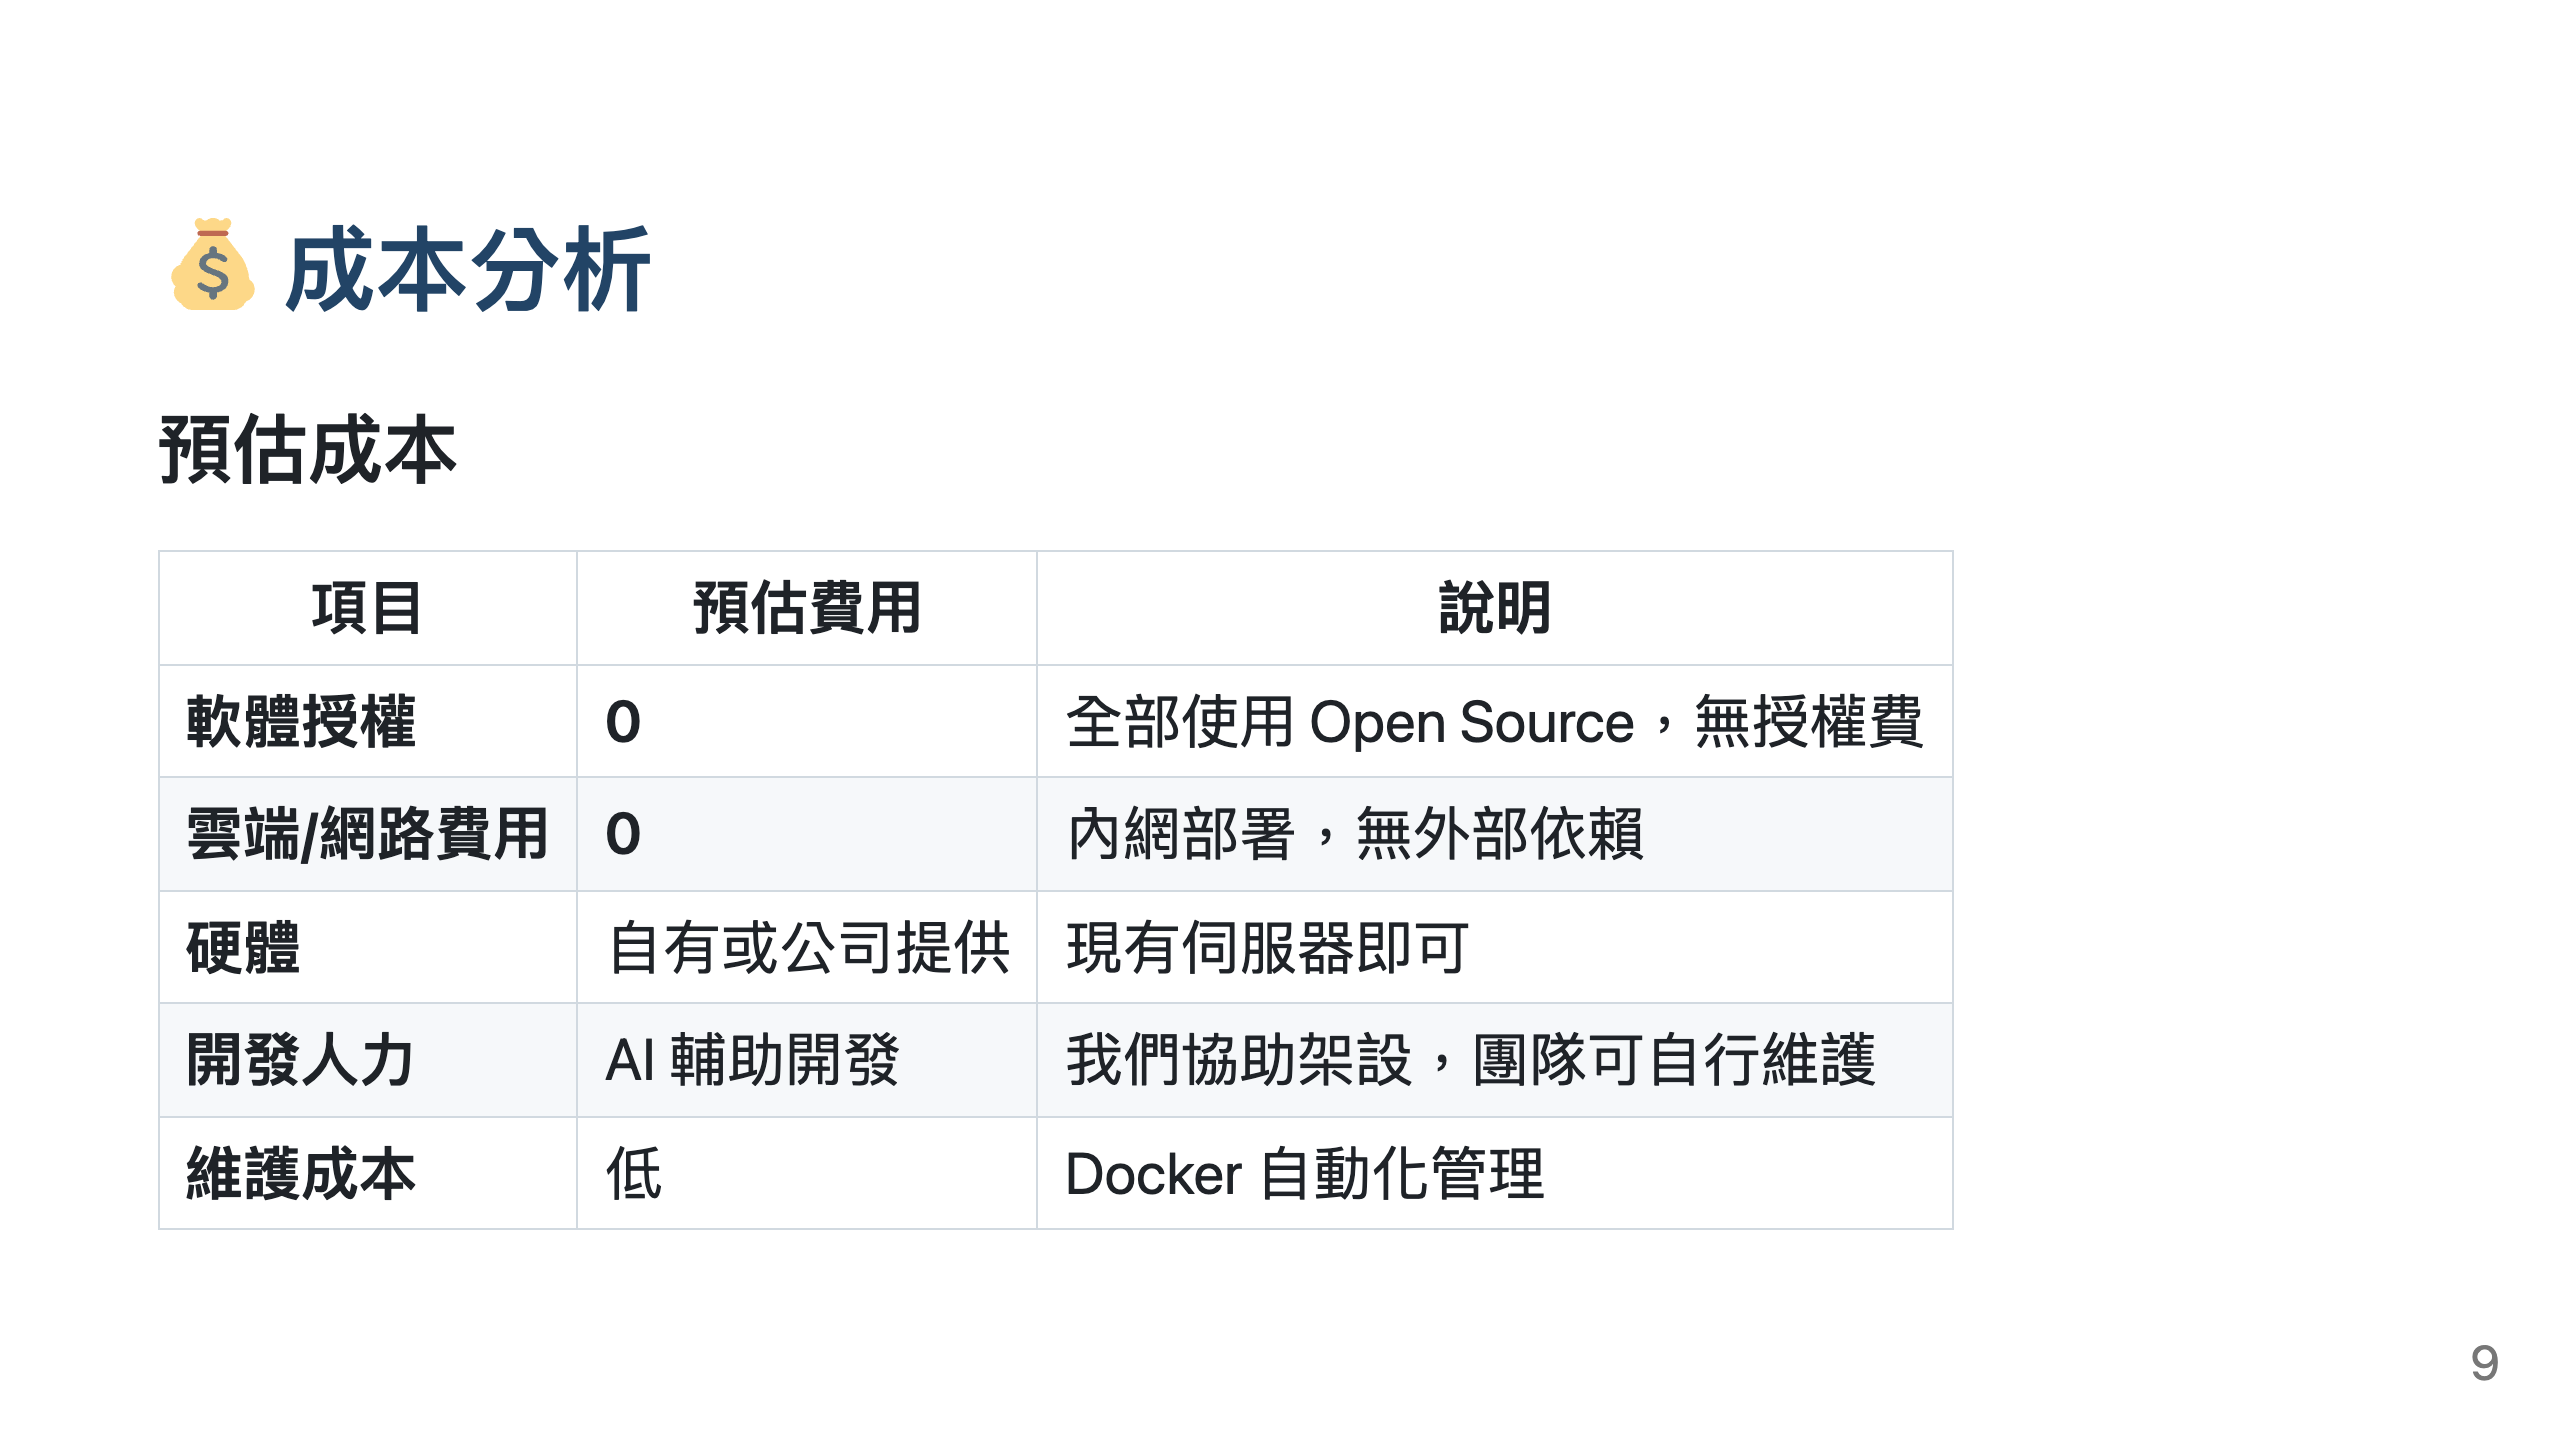 💰 成本分析
預估成本
項目 預估費用 說明
軟體授權 0 全部使用 Open Source，無授權費
雲端/網路費用 0 內網部署，無外部依賴
硬體 自有或公司提供 現有伺服器即可
開發人力 AI 輔助開發 我們協助架設，團隊可自行維護
維護成本 低 Docker 自動化管理
9